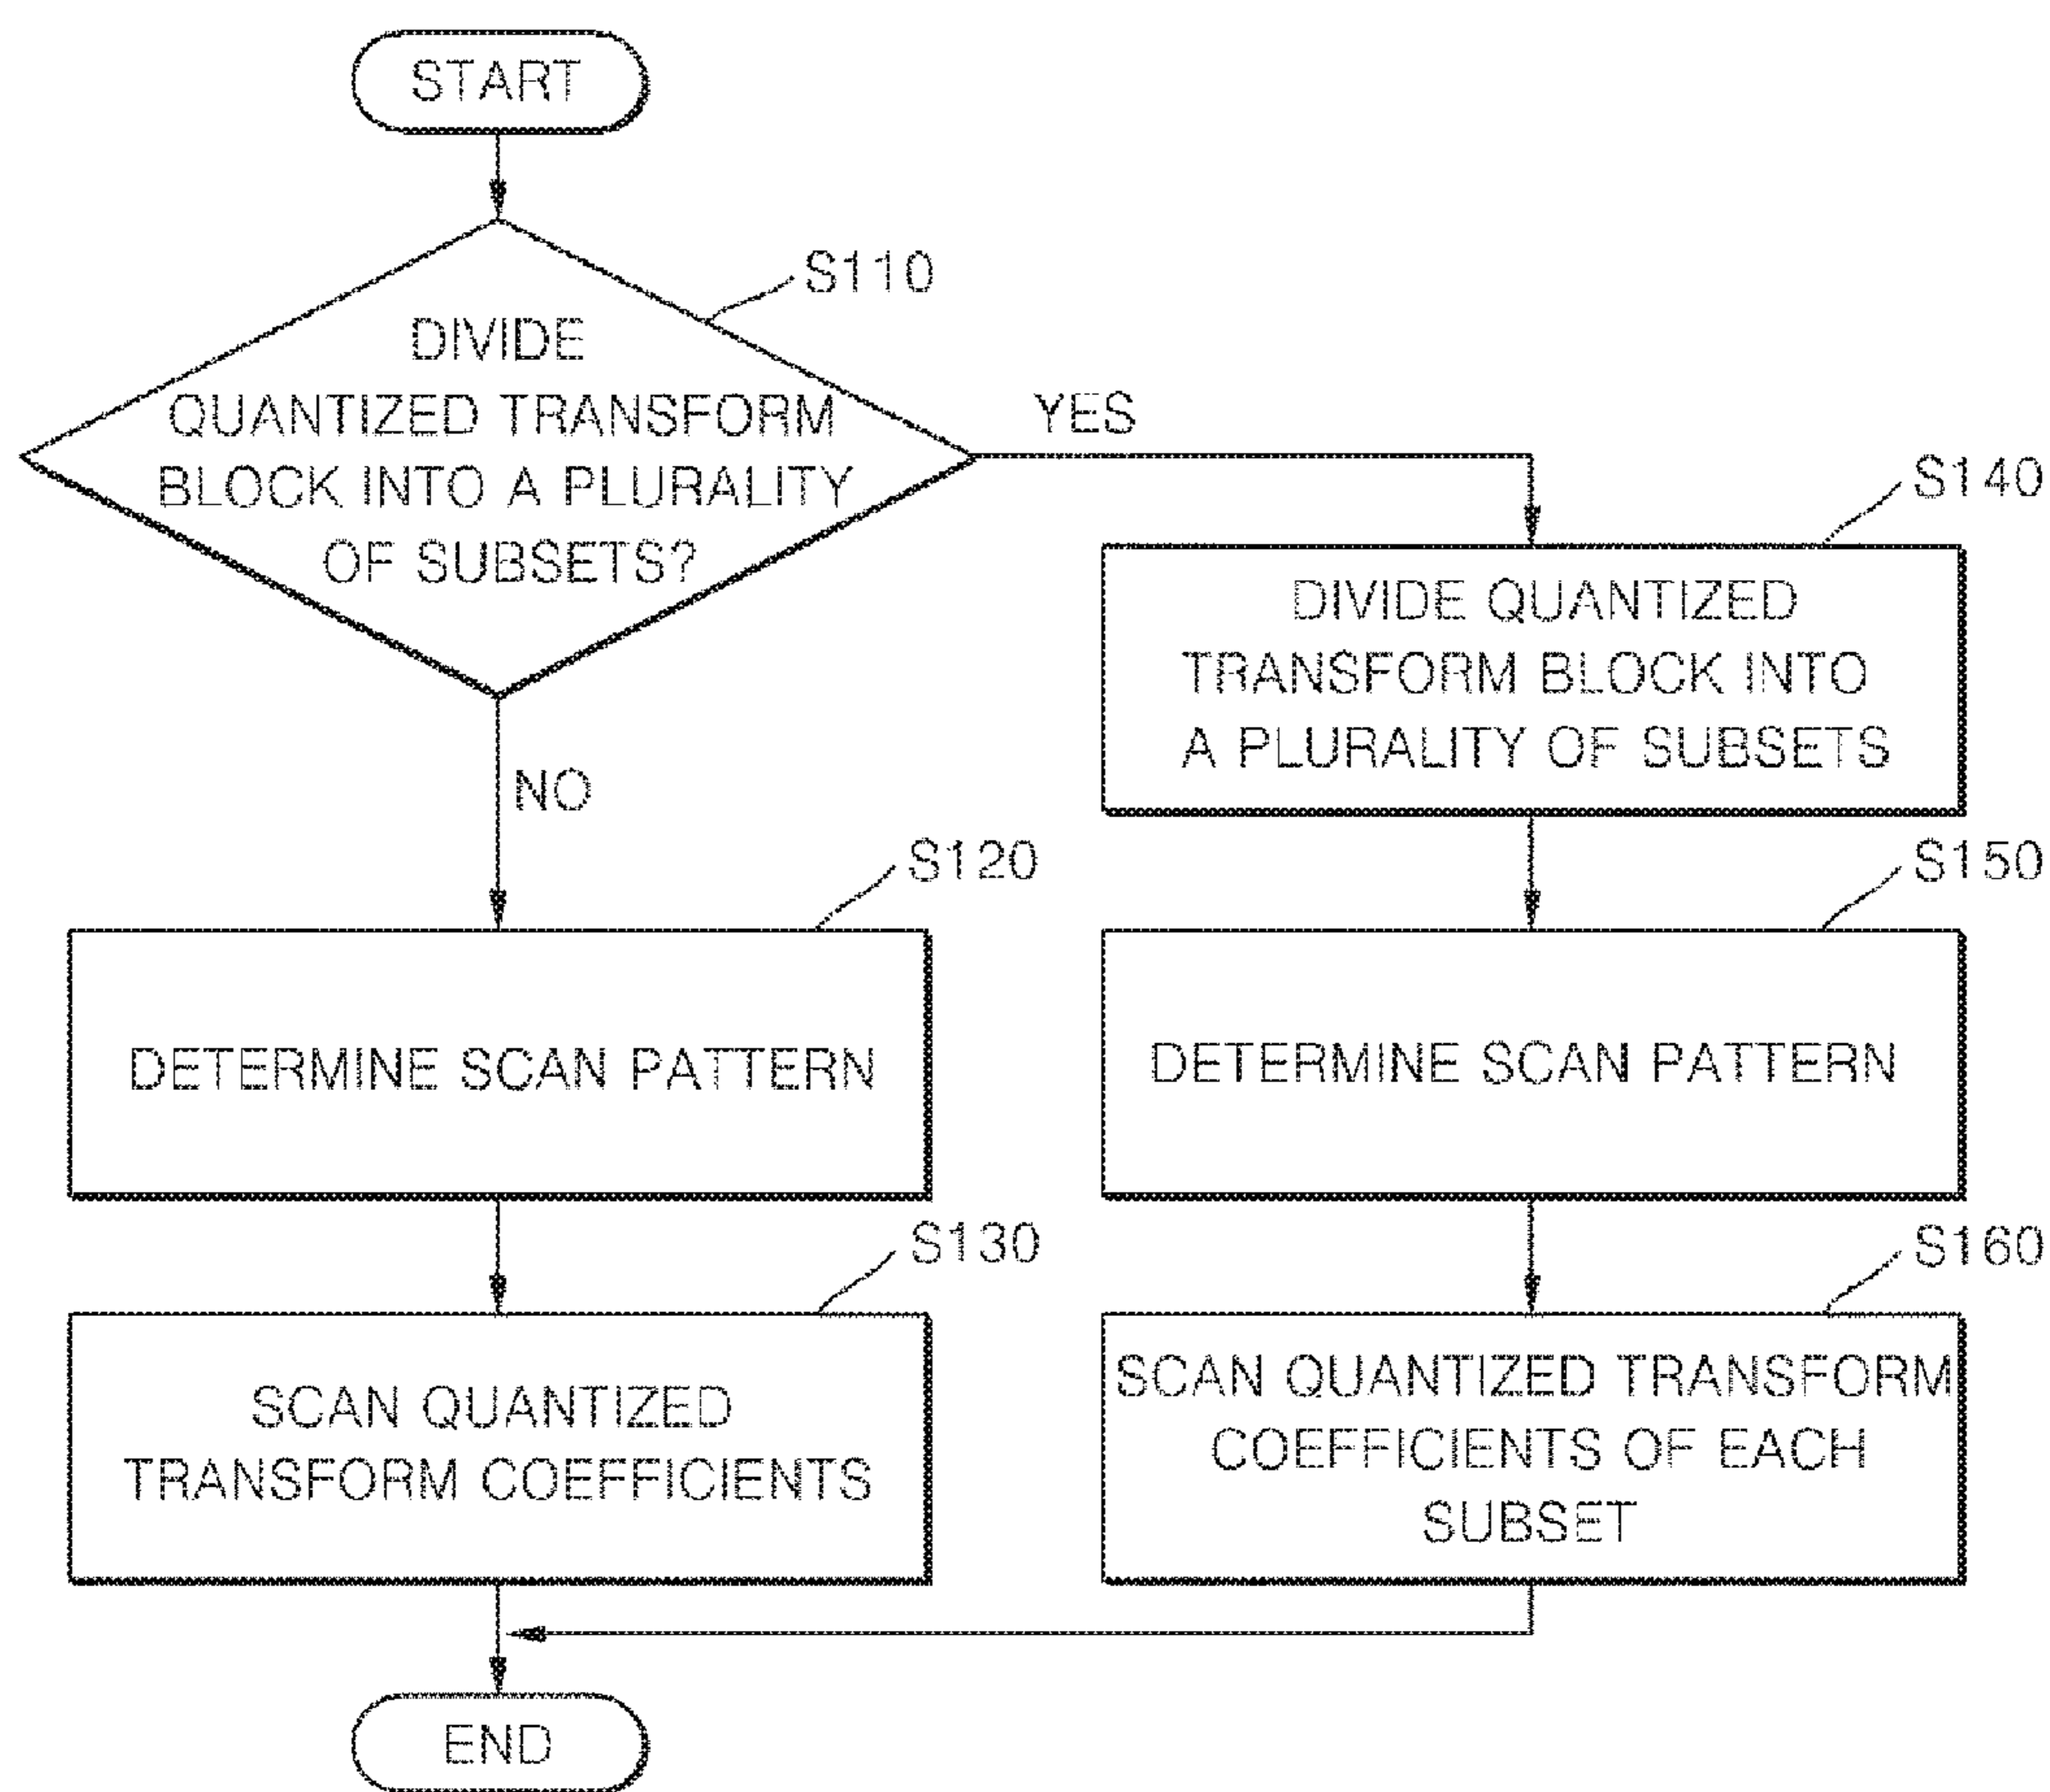 START
S110
DIVIDE
QUANTIZED TRANSFORM
BLOCK INTO A PLURALITY
OF SUBSETS?
YES
NO
S140
DIVIDE QUANTIZED
TRANSFORM BLOCK INTO
A PLURALITY OF SUBSETS
S120
DETERMINE SCAN PATTERN
S150
DETERMINE SCAN PATTERN
S130
SCAN QUANTIZED
TRANSFORM COEFFICIENTS
S160
SCAN QUANTIZED TRANSFORM
COEFFICIENTS OF EACH
SUBSET
END